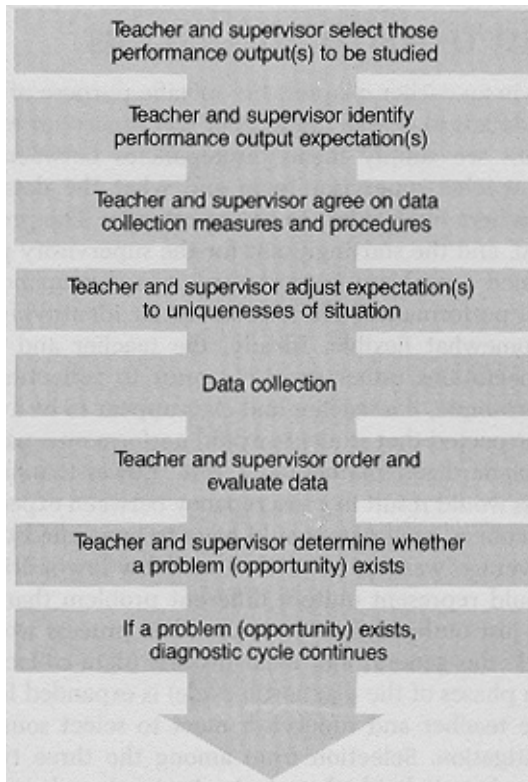 Teacher and supervisor select those
performance output(s) to be studied
Teacher and supervisor identify
performance output expectation(s)
Teacher and supervisor agree on data
collection measures and procedures
Teacher and supervisor adjust expectation(s)
to uniquenesses of situation
Data collection
Teacher and supervisor order and
evaluate data
Teacher and supervisor determine whether
a problem (opportunity) exists
If a problem (opportunity) exists,
diagnostic cycle continues